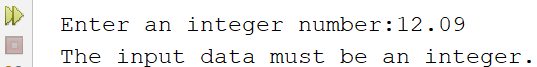 Enter an integer number:12.09
The input data must be an integer.